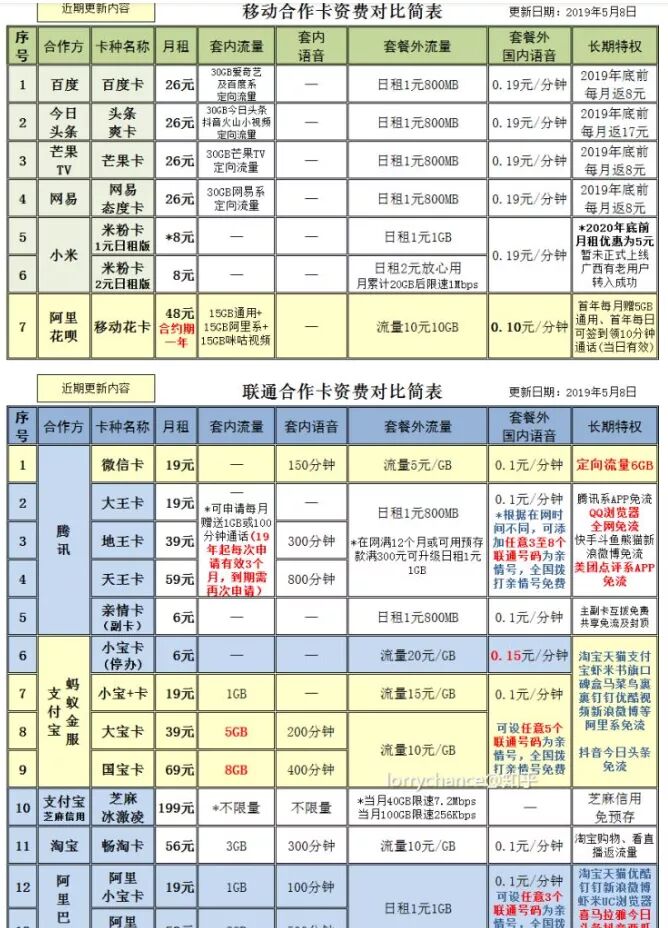 近期更新内容
移动合作卡资费对比简表
更新日期：2019年5月8日
序号 合作方 卡种名称 月租 套内流量 套内语音 套餐外流量 套餐外国内语音 长期特权
1 百度 百度卡 26元 30GB爱奇艺及百度系定向流量 — 日租1元800MB 0.19元/分钟 2019年底前每月返8元
2 今日头条 头条爽卡 26元 30GB今日头条抖音火山小视频定向流量 — 日租1元800MB 0.19元/分钟 2019年底前每月返17元
3 芒果TV 芒果卡 26元 30GB芒果TV定向流量 — 日租1元800MB 0.19元/分钟 2019年底前每月返8元
4 网易 网易态度卡 26元 30GB网易系定向流量 — 日租1元800MB 0.19元/分钟 2019年底前每月返8元
5 小米 米粉卡1元日租版 *8元 — — 日租1元1GB 0.19元/分钟 *2020年底前月租优惠为5元暂未正式上线广西有老用户转入成功
6 米粉卡2元日租版 8元 — — 日租2元放心用月累计20GB后限速1Mbps
7 阿里花呗 移动花卡 48元合约期一年 15GB通用+15GB阿里系+15GB咪咕视频 — 流量10元10GB 0.10元/分钟 首年每月赠5GB通用、首年每日可签到领10分钟通话(当日有效)
近期更新内容
联通合作卡资费对比简表
更新日期：2019年5月8日
序号 合作方 卡种名称 月租 套内流量 套内语音 套餐外流量 套餐外国内语音 长期特权
1 腾讯 微信卡 19元 — 150分钟 流量5元/GB 0.1元/分钟 定向流量6GB
2 大王卡 19元 — — 日租1元800MB 0.1元/分钟 腾讯系APP免流
*可申请每月赠送1GB或100分钟通话(19年起每次申请有效3个月，到期需再次申请)
*在网满12个月或可用预存款满300元可升级日租1元1GB
*根据在网时间不同，可添加任意3至8个联通号码为亲情号，全国拨打亲情号免费
QQ浏览器全网免流
快手斗鱼熊猫新浪微博免流
美团点评系APP免流
3 地王卡 39元 300分钟
4 天王卡 59元 800分钟
5 亲情卡(副卡) 6元 — — 日租1元800MB 0.1元/分钟 主副卡互拨免费共享免流及封顶
6 支付宝 蚂蚁金服 小宝卡(停办) 6元 — — 流量20元/GB 0.15元/分钟 淘宝天猫支付宝虾米书旗口碑盒马菜鸟裹裹钉钉优酷视频新浪微博等阿里系免流
抖音今日头条免流
7 小宝+卡 19元 1GB — 流量15元/GB 0.1元/分钟
8 大宝卡 39元 5GB 200分钟 流量10元/GB 可设任意5个联通号码为亲情号，全国拨打亲情号免费
9 国宝卡 69元 8GB 400分钟
lorrychance@知乎
10 支付宝芝麻信用 芝麻冰激凌 199元 *不限量 不限量 *当月40GB限速7.2Mbps当月100GB限速256Kbps — 芝麻信用免预存
11 淘宝 畅淘卡 56元 3GB 300分钟 流量10元/GB 0.1元/分钟 淘宝购物、看直播返流量
12 阿里巴 阿里小宝卡 19元 1GB 100分钟 日租1元1GB 0.1元/分钟 淘宝天猫优酷钉钉新浪微博虾米UC浏览器
可设任意3个联通号码为亲情号，全国
喜马拉雅今日
阿里